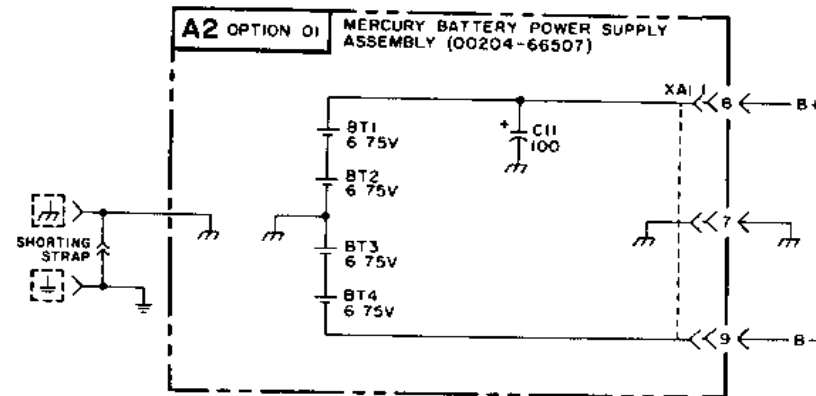 A2 OPTION 01
MERCURY BATTERY POWER SUPPLY
ASSEMBLY (00204-66507)
XA1.1
8
B+
BT1
6 75V
+
C11
100
BT2
6 75V
7
SHORTING
STRAP
BT3
6 75V
BT4
6 75V
9
B-